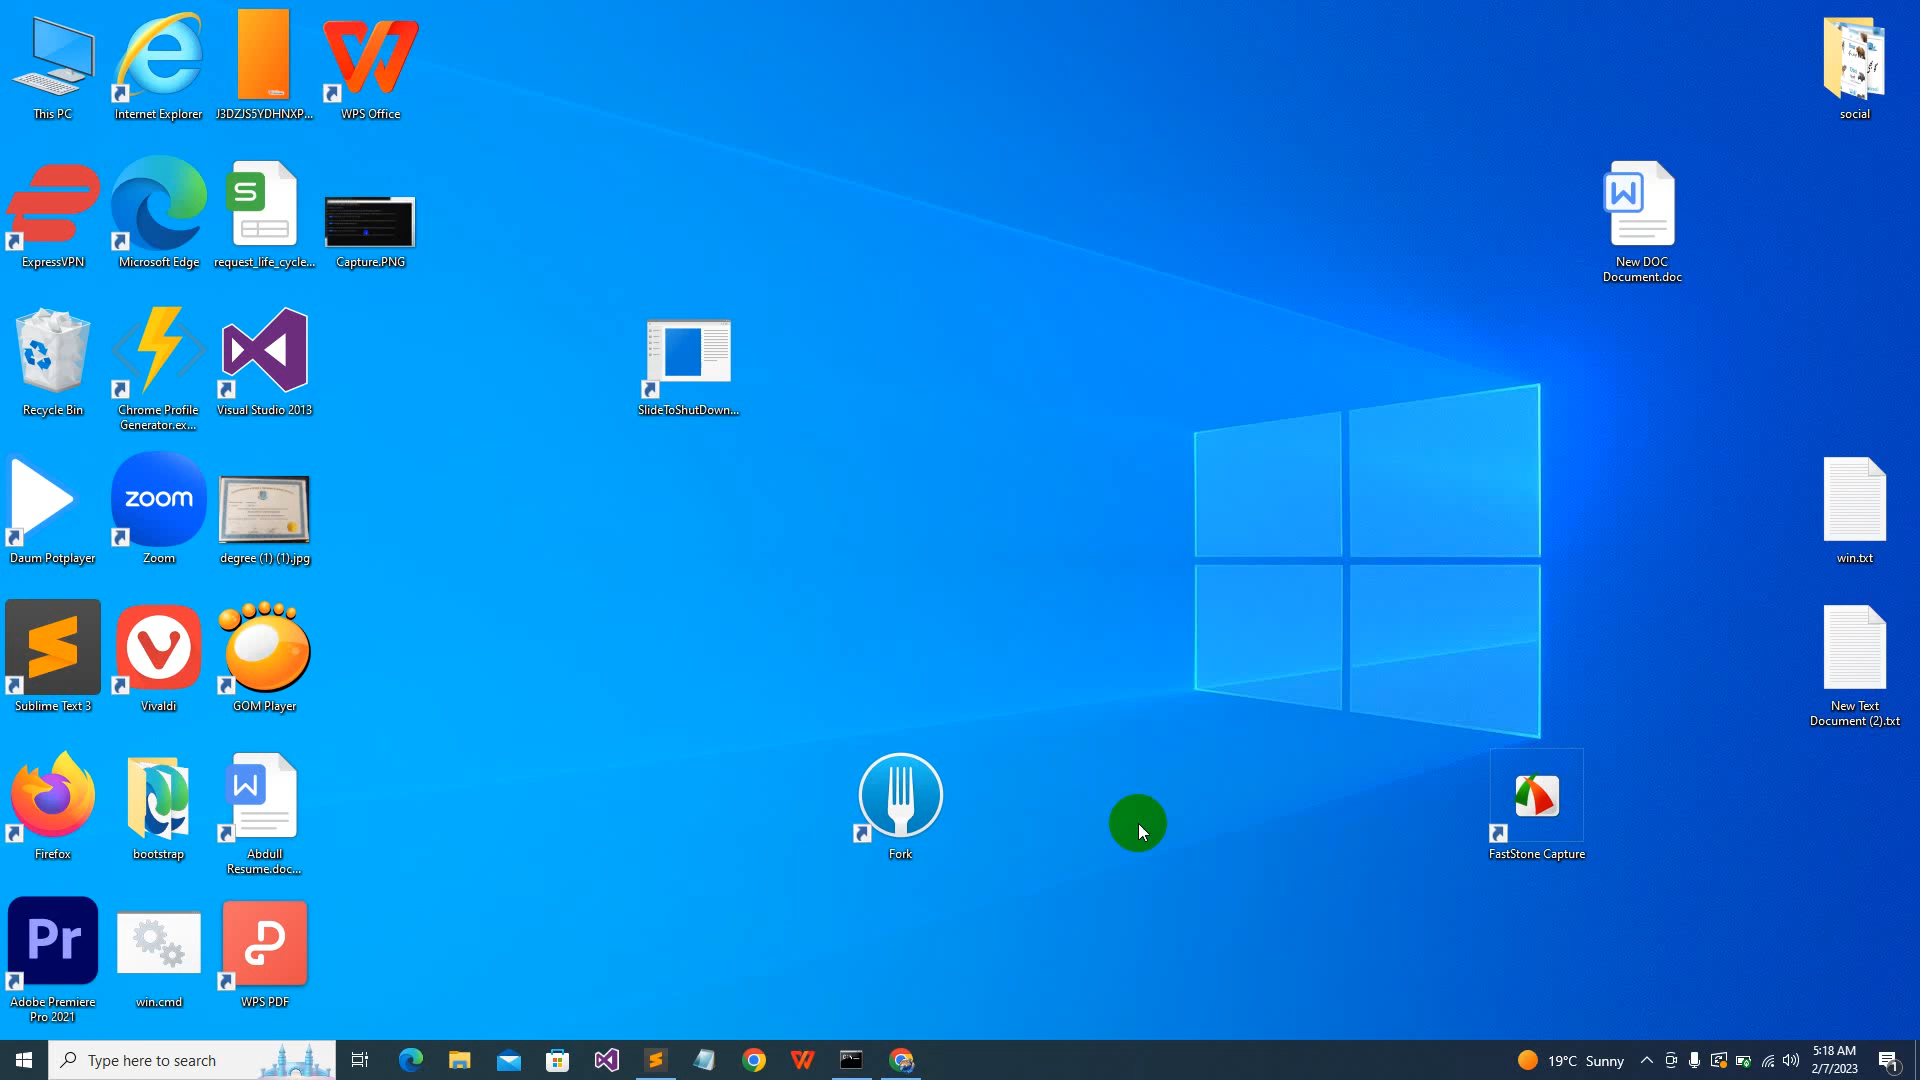 This PC
Internet Explorer
J3DZJS5YDHNXP...
WPS Office
social
ExpressVPN
Microsoft Edge
S
request_life_cycle...
Capture.PNG
W
New DOC
Document.doc
Recycle Bin
Chrome Profile
Generator.ex...
Visual Studio 2013
SlideToShutDown...
Daum Potplayer
zoom
Zoom
degree (1) (1).jpg
win.txt
Sublime Text 3
Vivaldi
GOM Player
New Text
Document (2).txt
Firefox
bootstrap
W
Abdull
Resume.doc...
Fork
FastStone Capture
Pr
Adobe Premiere
Pro 2021
win.cmd
WPS PDF
Type here to search
19°C Sunny
5:18 AM
2/7/2023
1